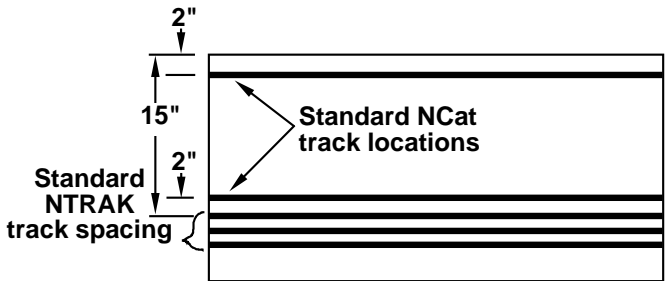 2"
15"
Standard NCat
track locations
2"
Standard
NTRAK
track spacing